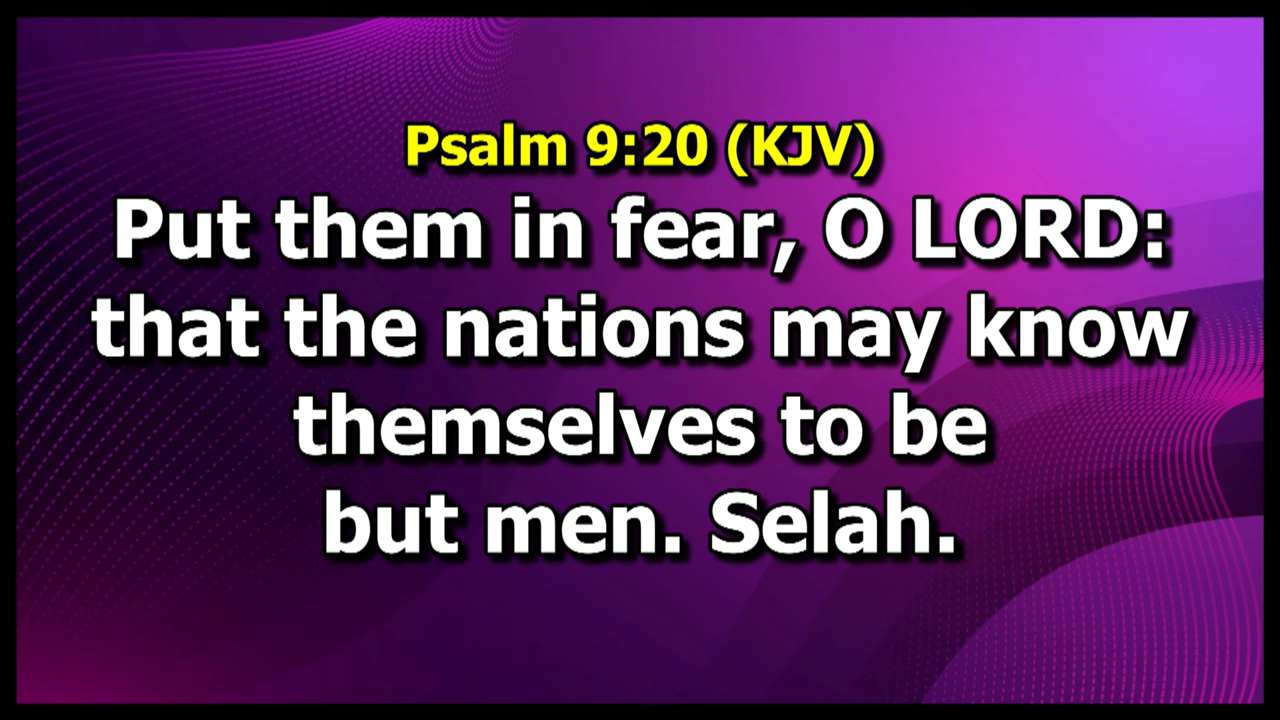 Psalm 9:20 (KJV)
Put them in fear, O LORD:
that the nations may know
themselves to be
but men. Selah.